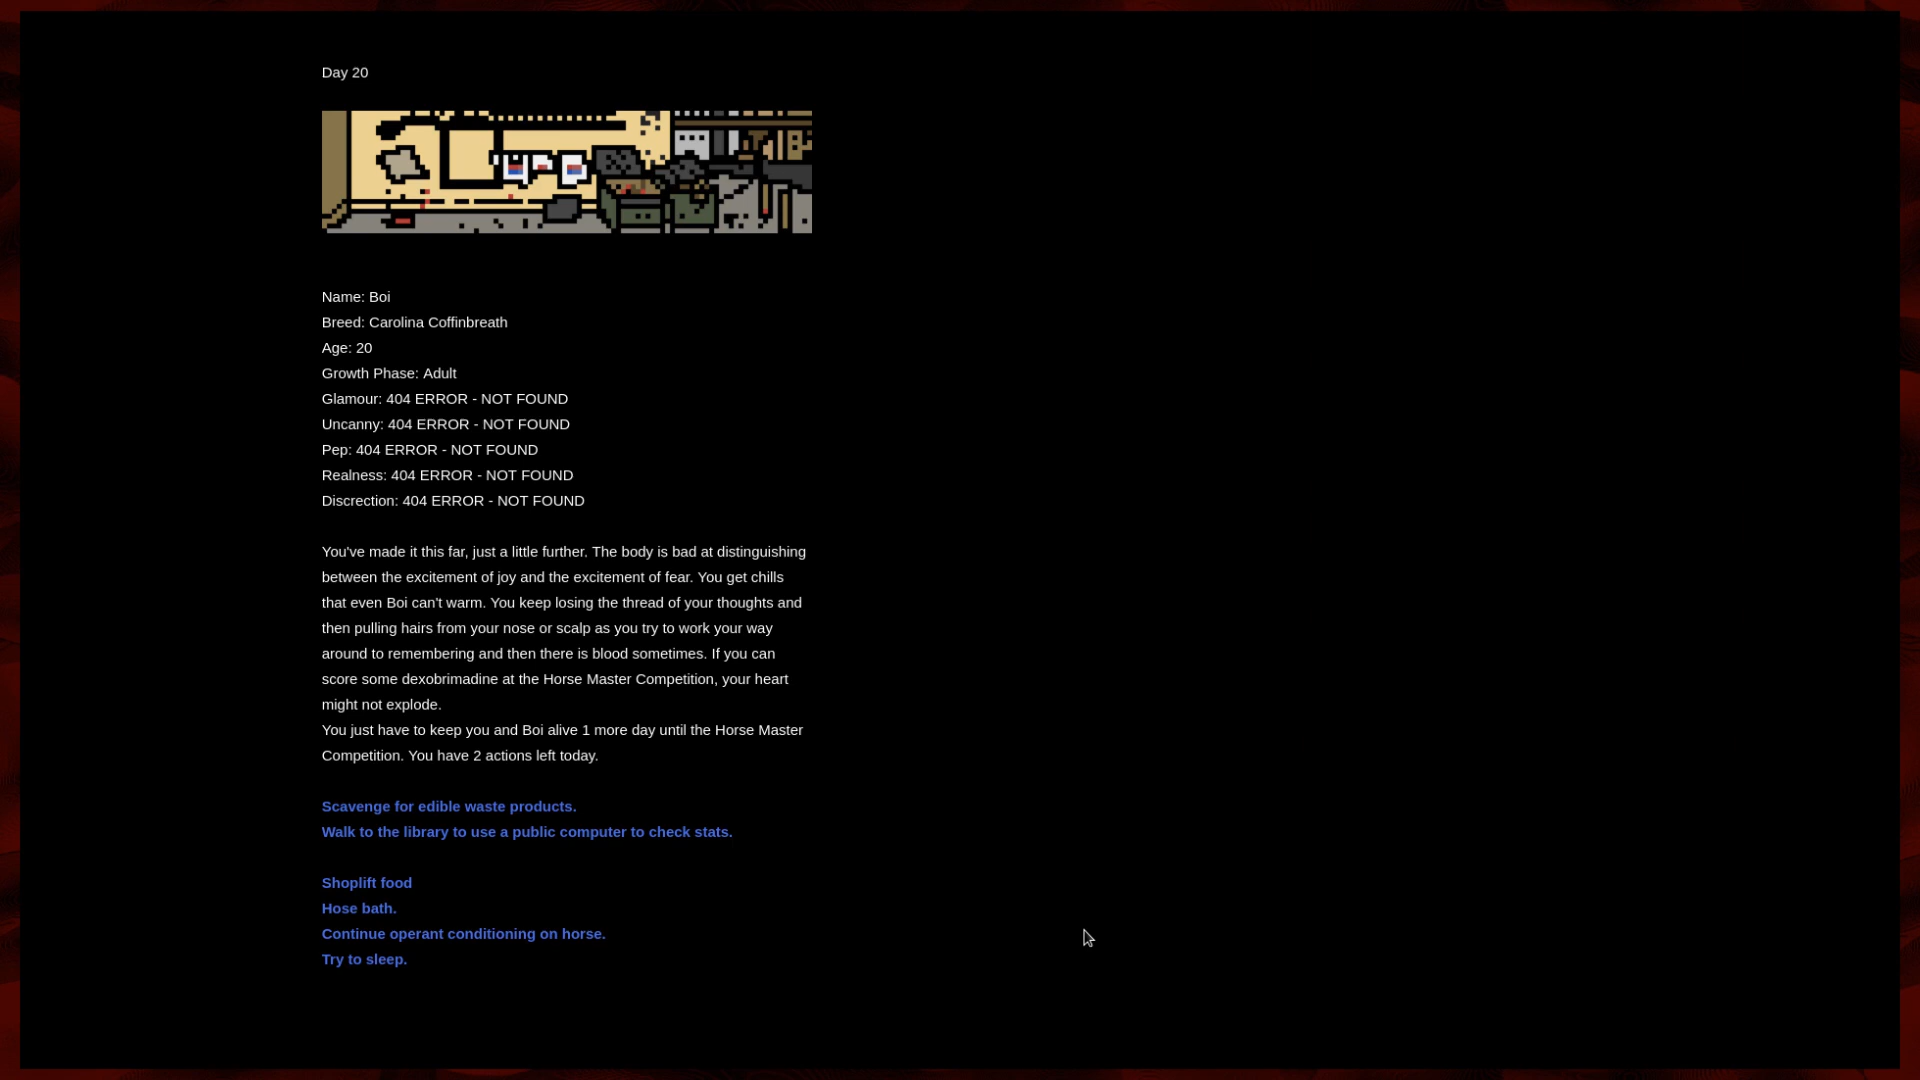 Day 20
Name: Boi
Breed: Carolina Coffinbreath
Age: 20
Growth Phase: Adult
Glamour: 404 ERROR - NOT FOUND
Uncanny: 404 ERROR - NOT FOUND
Pep: 404 ERROR - NOT FOUND
Realness: 404 ERROR - NOT FOUND
Discrection: 404 ERROR - NOT FOUND
You've made it this far, just a little further. The body is bad at distinguishing
between the excitement of joy and the excitement of fear. You get chills
that even Boi can't warm. You keep losing the thread of your thoughts and
then pulling hairs from your nose or scalp as you try to work your way
around to remembering and then there is blood sometimes. If you can
score some dexobrimadine at the Horse Master Competition, your heart
might not explode.
You just have to keep you and Boi alive 1 more day until the Horse Master
Competition. You have 2 actions left today.
Scavenge for edible waste products.
Walk to the library to use a public computer to check stats.
Shoplift food
Hose bath.
Continue operant conditioning on horse.
Try to sleep.